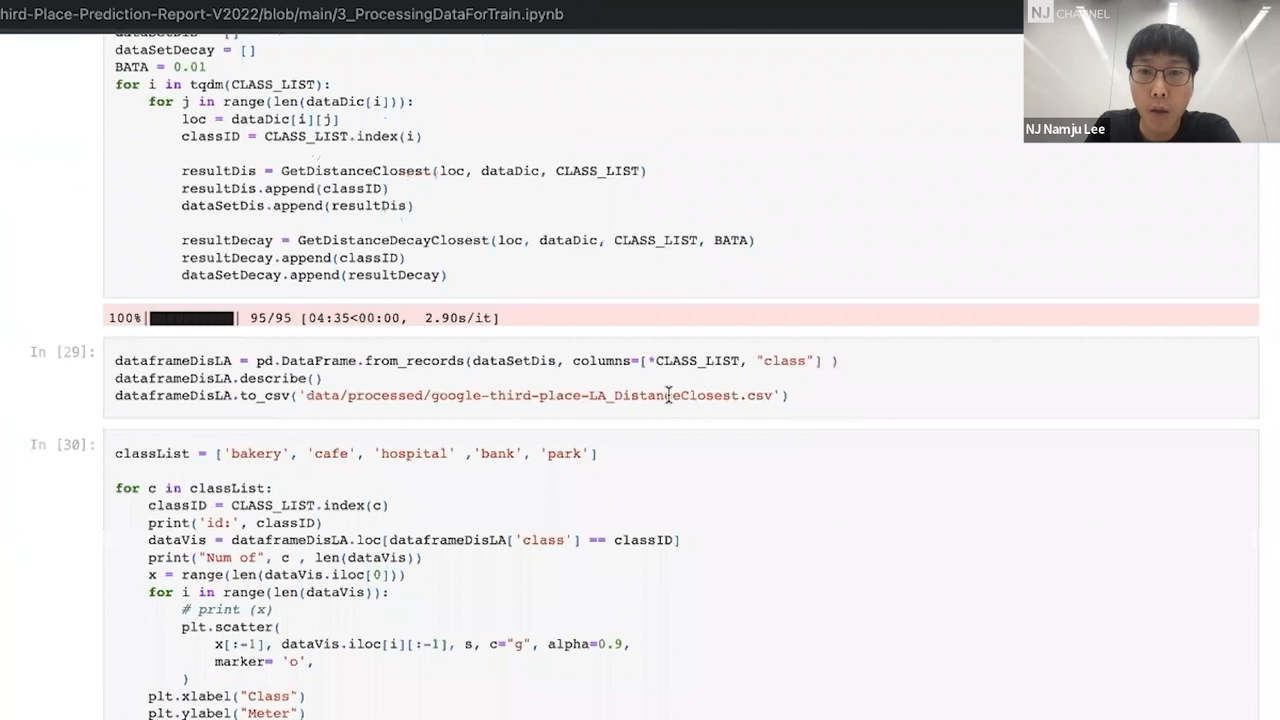 hird-Place-Prediction-Report-V2022/blob/main/3_ProcessingDataForTrain.ipynb
NJ CHANNEL
NJ Namju Lee
dataSetDis = []
dataSetDecay = []
BATA = 0.01
for i in tqdm(CLASS_LIST):
    for j in range(len(dataDic[i])):
        loc = dataDic[i][j]
        classID = CLASS_LIST.index(i)
        resultDis = GetDistanceClosest(loc, dataDic, CLASS_LIST)
        resultDis.append(classID)
        dataSetDis.append(resultDis)
        resultDecay = GetDistanceDecayClosest(loc, dataDic, CLASS_LIST, BATA)
        resultDecay.append(classID)
        dataSetDecay.append(resultDecay)
100%|██████████| 95/95 [04:35<00:00,  2.90s/it]
In [29]:
dataframeDisLA = pd.DataFrame.from_records(dataSetDis, columns=[*CLASS_LIST, "class"] )
dataframeDisLA.describe()
dataframeDisLA.to_csv('data/processed/google-third-place-LA_DistanceClosest.csv')
In [30]:
classList = ['bakery', 'cafe', 'hospital' ,'bank', 'park']
for c in classList:
    classID = CLASS_LIST.index(c)
    print('id:', classID)
    dataVis = dataframeDisLA.loc[dataframeDisLA['class'] == classID]
    print("Num of", c , len(dataVis))
    x = range(len(dataVis.iloc[0]))
    for i in range(len(dataVis)):
        # print (x)
        plt.scatter(
            x[:-1], dataVis.iloc[i][:-1], s, c="g", alpha=0.9,
            marker= 'o',
        )
    plt.xlabel("Class")
    plt.ylabel("Meter")